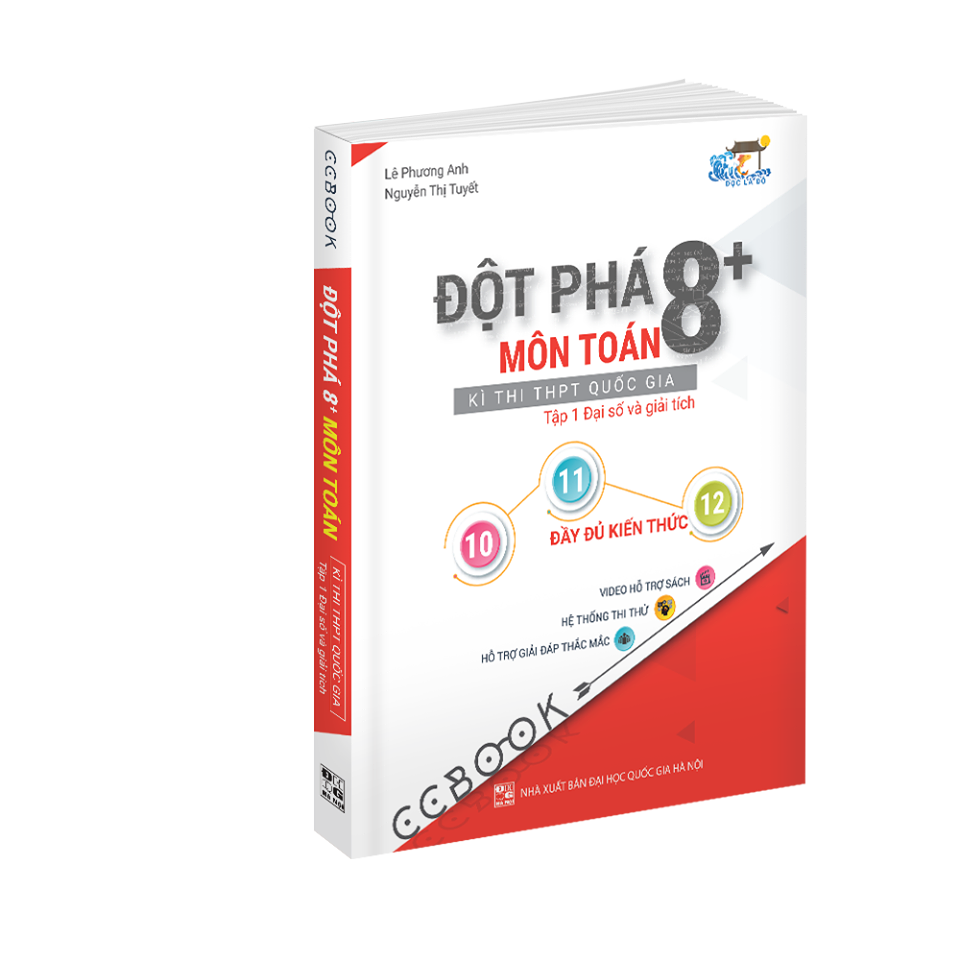 CCBOOK
ĐỘT PHÁ 8+ MÔN TOÁN
KÌ THI THPT QUỐC GIA
Tập 1 Đại số và giải tích
HÀ NỘI
Lê Phương Anh
Nguyễn Thị Tuyết
ĐỌC LÀ ĐỖ
ĐỘT PHÁ 8+
MÔN TOÁN
KÌ THI THPT QUỐC GIA
Tập 1 Đại số và giải tích
11
12
10
ĐẦY ĐỦ KIẾN THỨC
VIDEO HỖ TRỢ SÁCH
HỆ THỐNG THI THỬ
HỖ TRỢ GIẢI ĐÁP THẮC MẮC
CCBOOK
NHÀ XUẤT BẢN ĐẠI HỌC QUỐC GIA HÀ NỘI